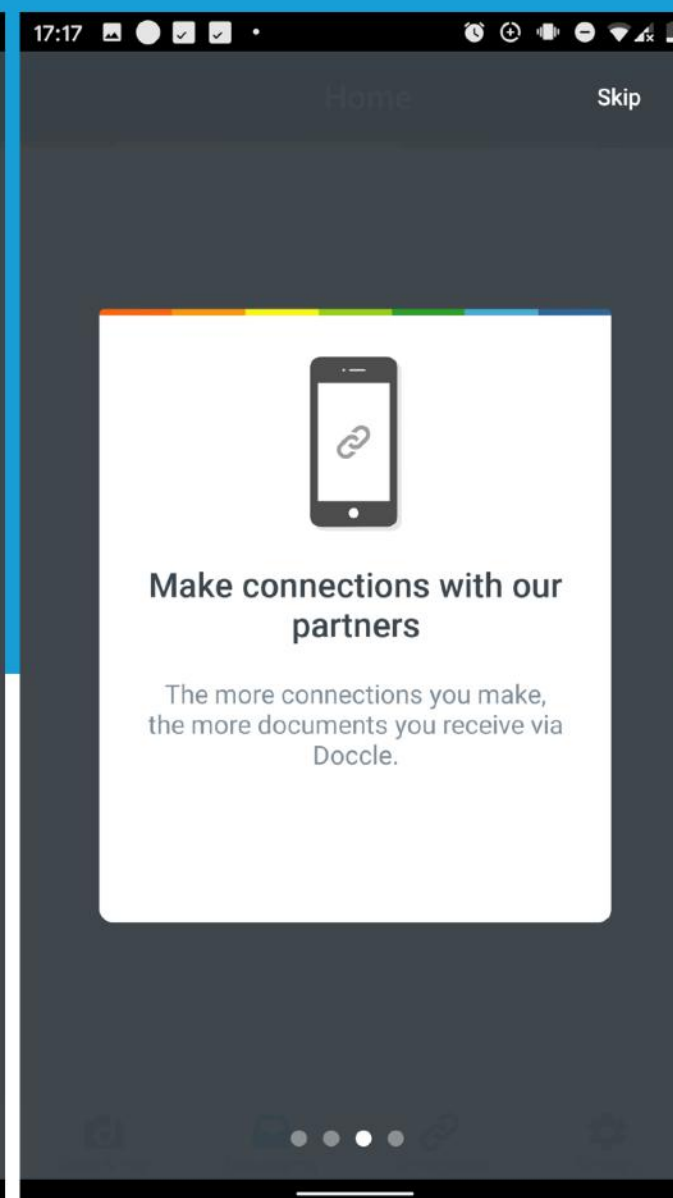 17:17
Home
Skip
Make connections with our
partners
The more connections you make,
the more documents you receive via
Doccle.